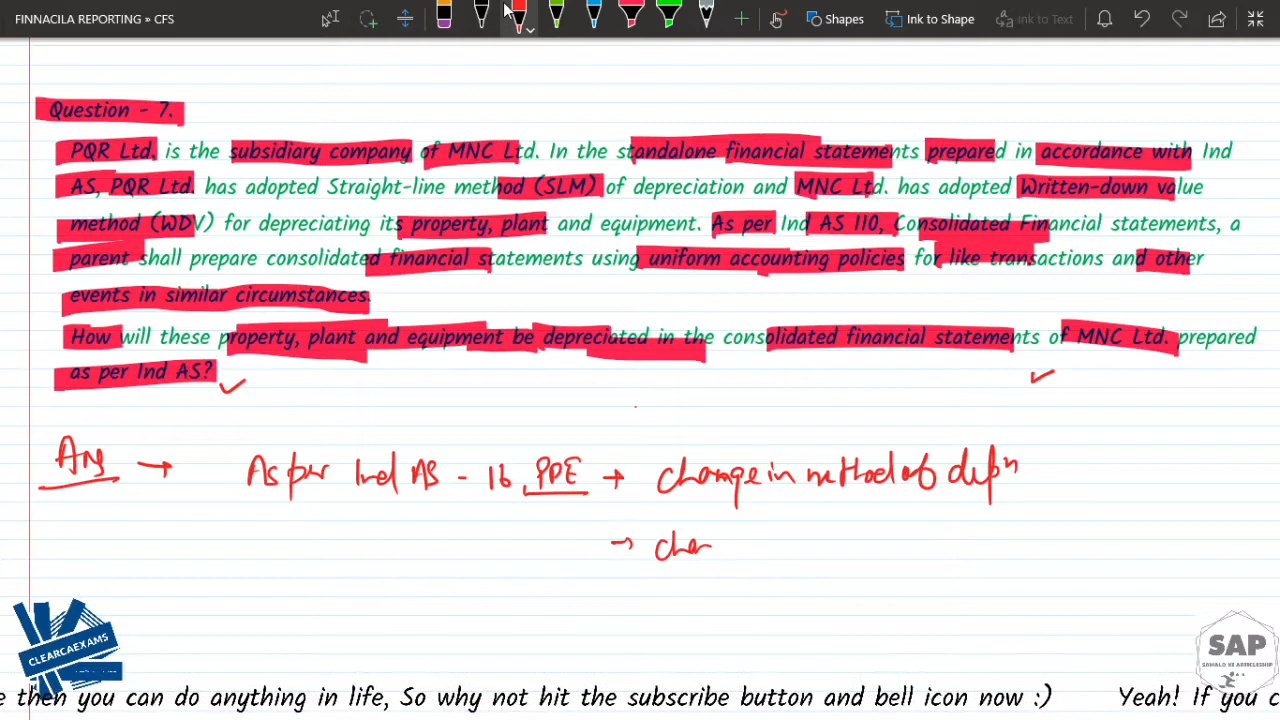 FINNACILA REPORTING » CFS
Shapes Ink to Shape Ink to Text
Question - 7.
PQR Ltd. is the subsidiary company of MNC Ltd. In the standalone financial statements prepared in accordance with Ind
AS, PQR Ltd. has adopted Straight-line method (SLM) of depreciation and MNC Ltd. has adopted Written-down value
method (WDV) for depreciating its property, plant and equipment. As per Ind AS 110, Consolidated Financial statements, a
parent shall prepare consolidated financial statements using uniform accounting policies for like transactions and other
events in similar circumstances.
How will these property, plant and equipment be depreciated in the consolidated financial statements of MNC Ltd. prepared
as per Ind AS?
Ans → As per Ind AS - 16, PPE → change in method of depⁿ
→ cha
CLEARCAEXAMS
SAP
SAWALO KE ARTICLESHIP
e then you can do anything in life, So why not hit the subscribe button and bell icon now :) Yeah! If you c